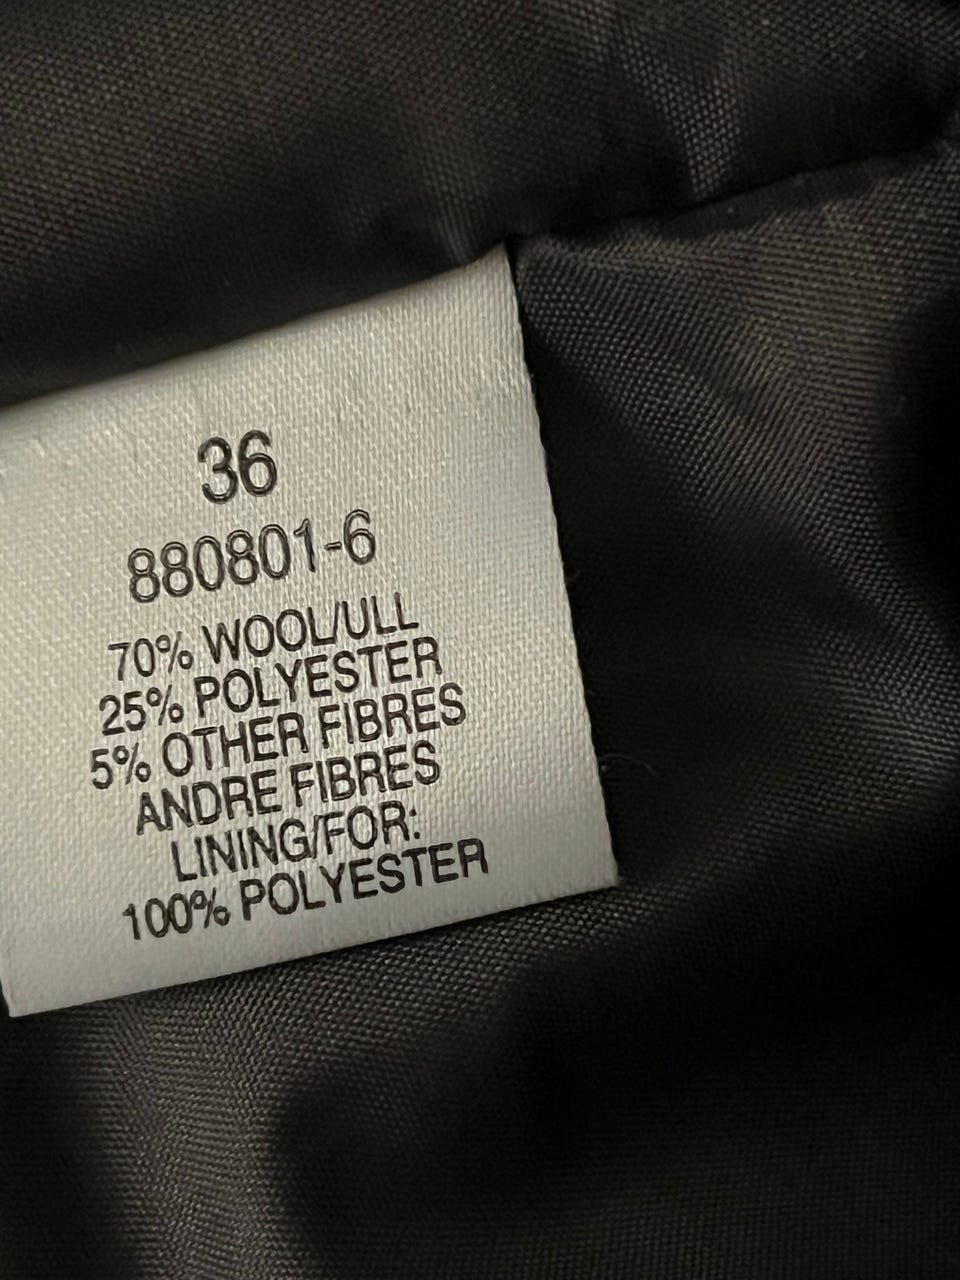 36
880801-6
70% WOOL/ULL
25% POLYESTER
5% OTHER FIBRES
ANDRE FIBRES
LINING/FOR:
100% POLYESTER